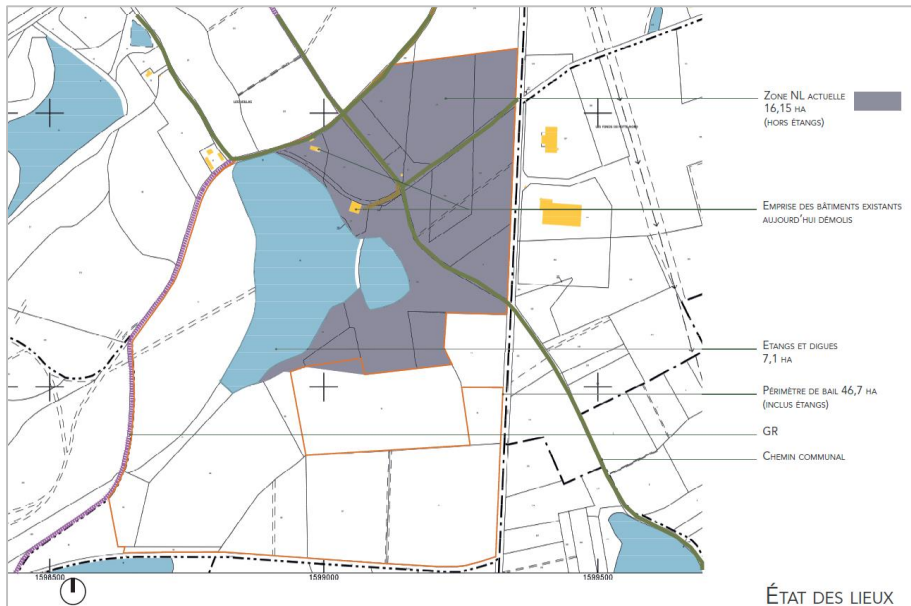 ZONE NL ACTUELLE
16,15 HA
(HORS ÉTANGS)
EMPRISE DES BÂTIMENTS EXISTANTS
AUJOURD'HUI DÉMOLIS
ETANGS ET DIGUES
7,1 HA
PÉRIMÈTRE DE BAIL 46,7 HA
(INCLUS ÉTANGS)
GR
CHEMIN COMMUNAL
1598500
1599000
1599500
ÉTAT DES LIEUX